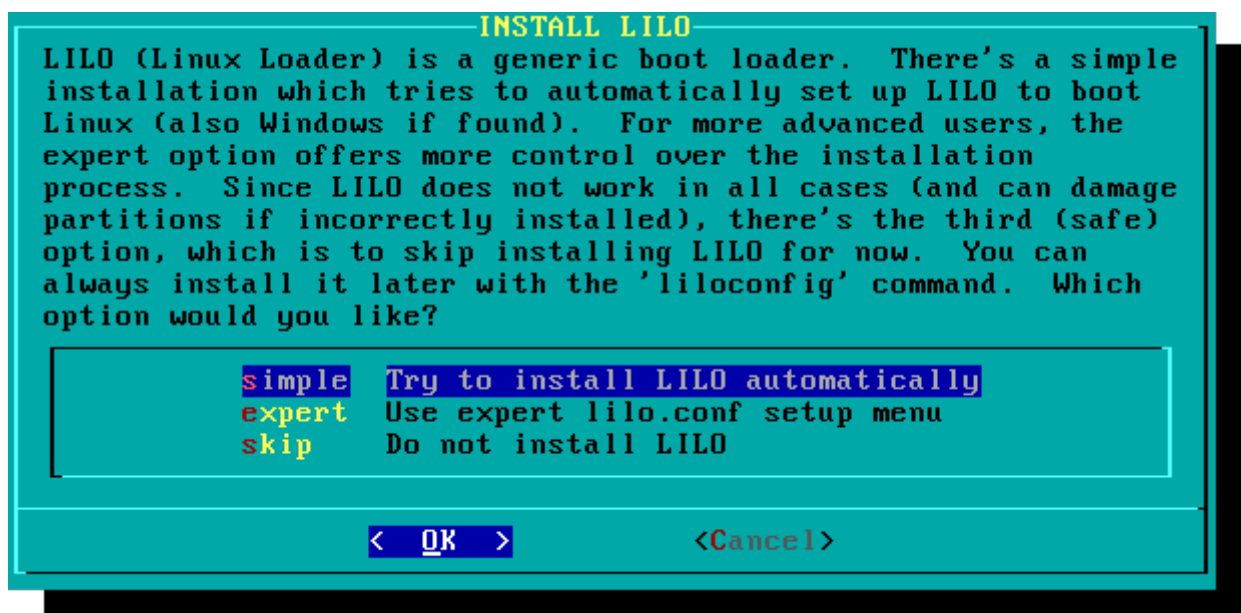 INSTALL LILO
LILO (Linux Loader) is a generic boot loader.  There's a simple
installation which tries to automatically set up LILO to boot
Linux (also Windows if found).  For more advanced users, the
expert option offers more control over the installation
process.  Since LILO does not work in all cases (and can damage
partitions if incorrectly installed), there's the third (safe)
option, which is to skip installing LILO for now.  You can
always install it later with the 'liloconfig' command.  Which
option would you like?
simple  Try to install LILO automatically
expert  Use expert lilo.conf setup menu
skip    Do not install LILO
<  OK  >          <Cancel>